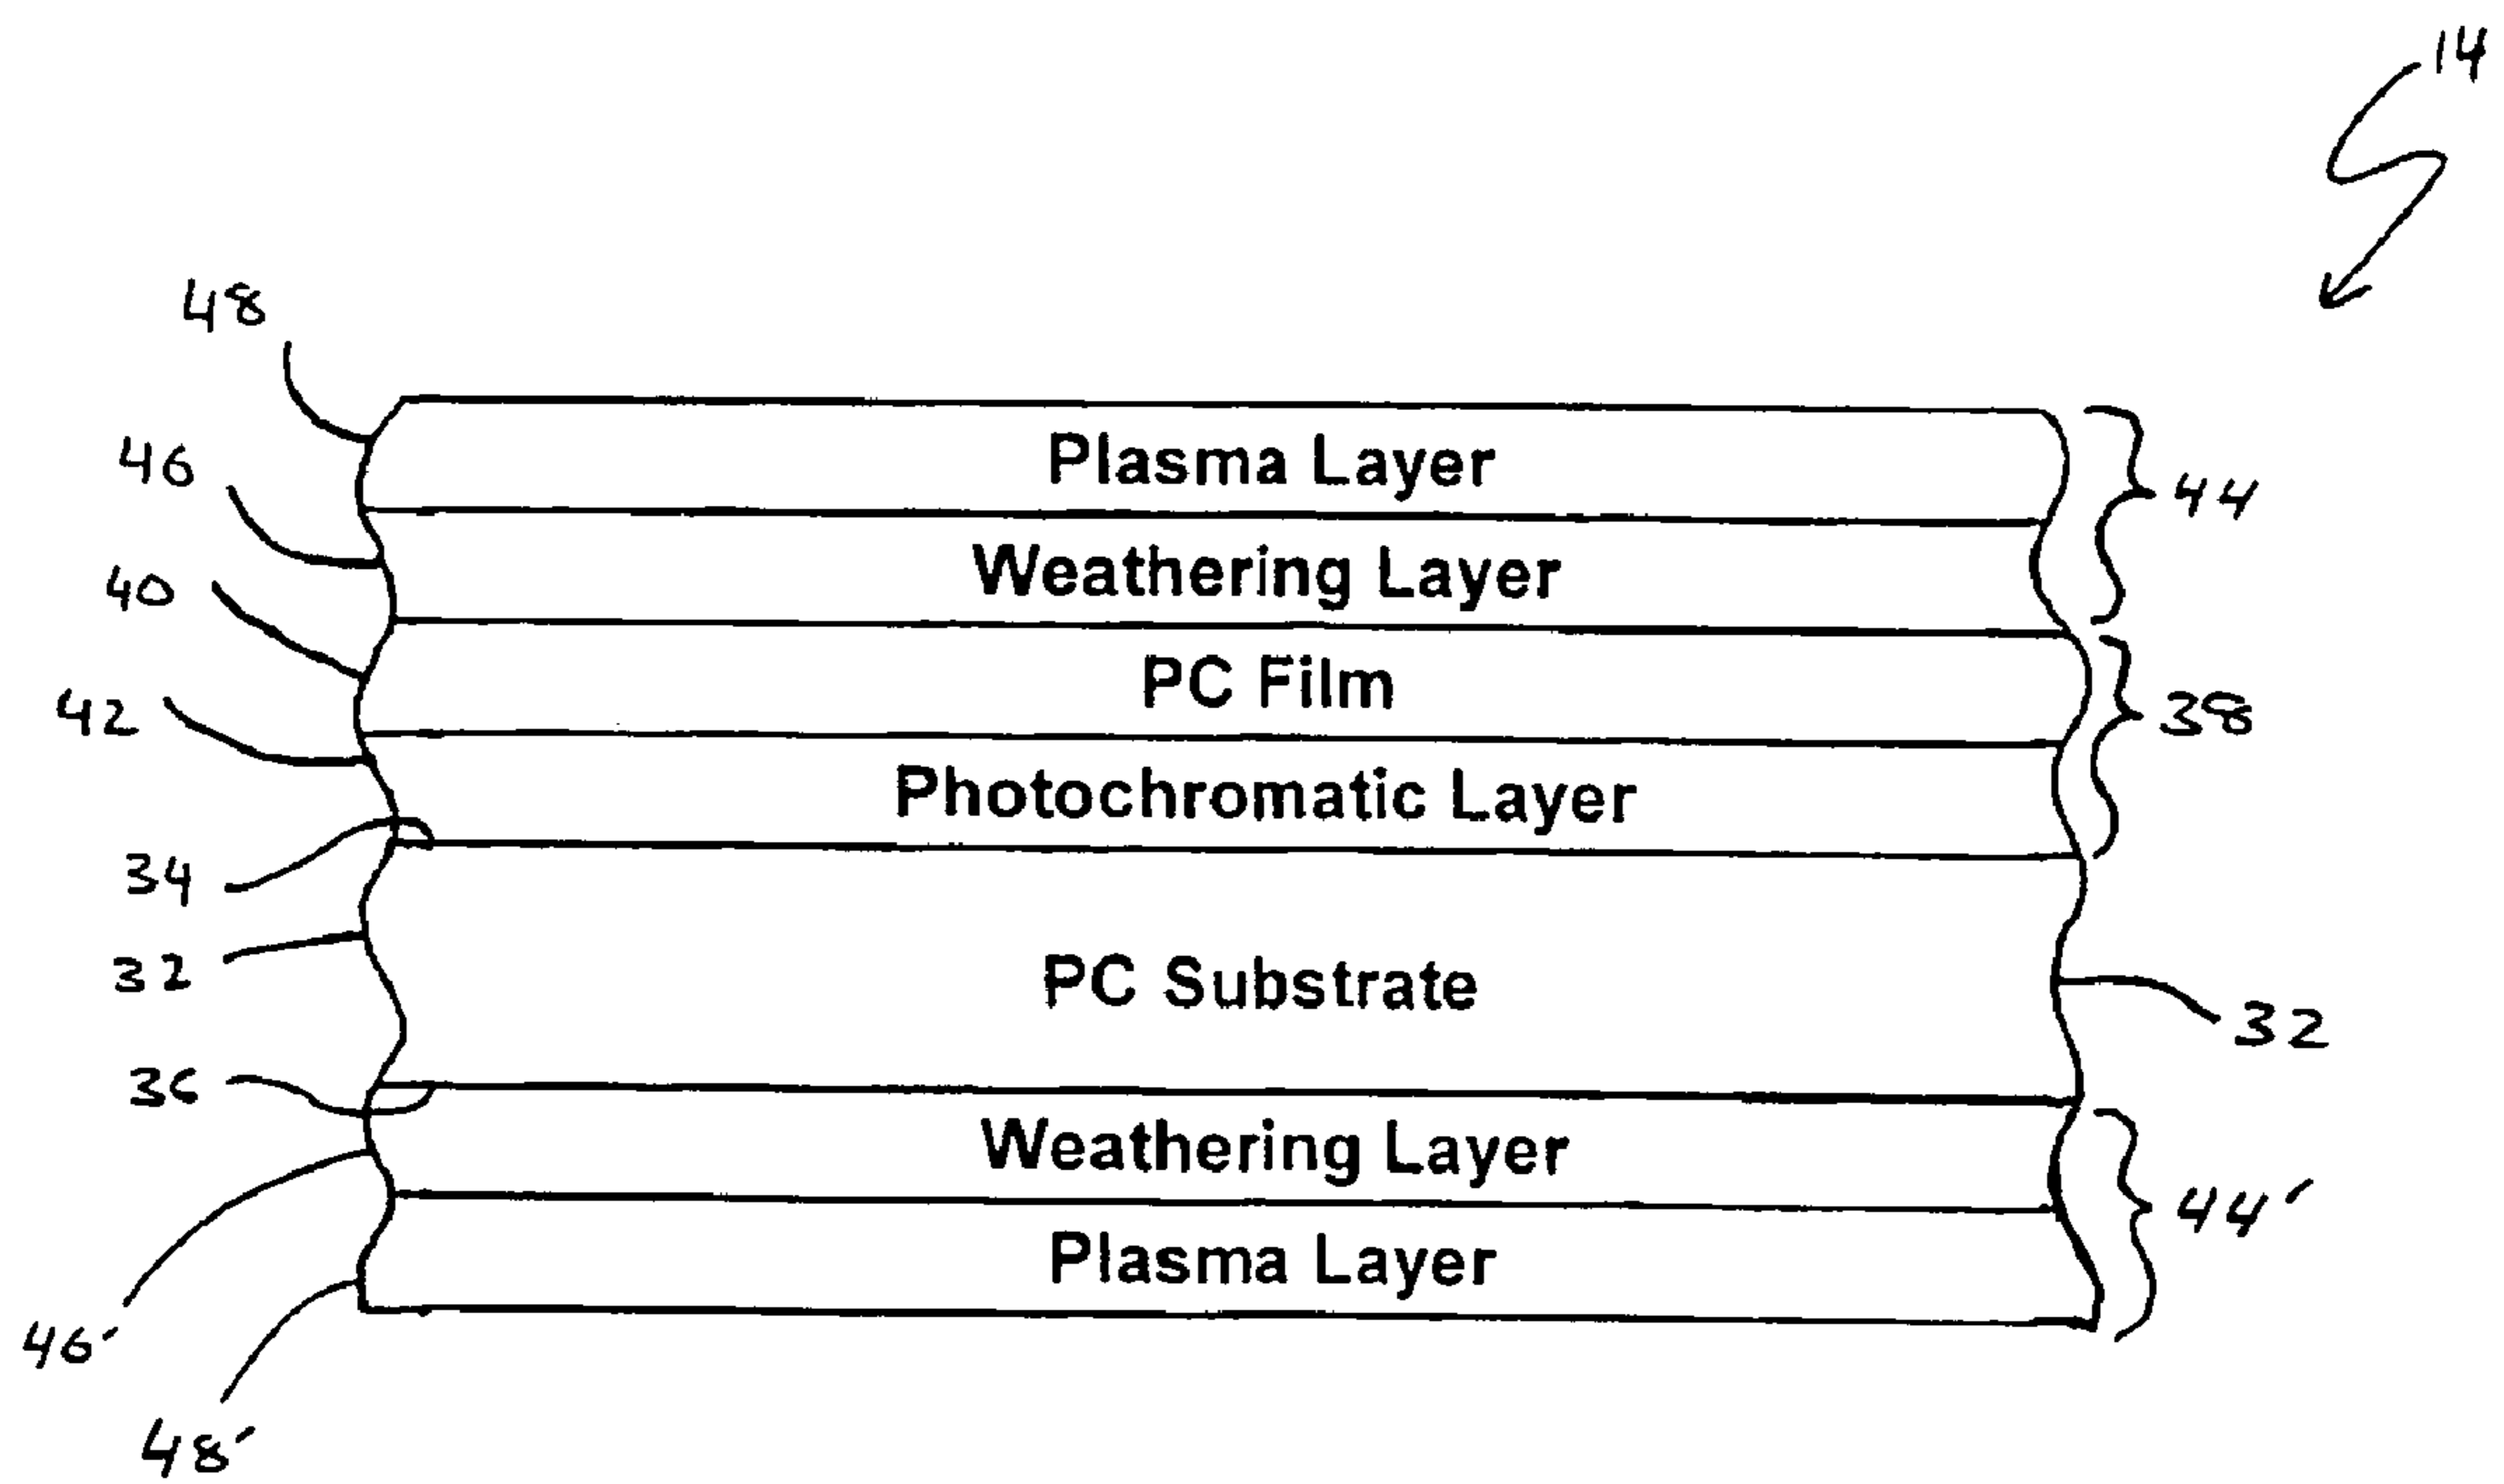 14
48
Plasma Layer
46
44
Weathering Layer
40
PC Film
42
38
Photochromatic Layer
34
32
PC Substrate
32
36
Weathering Layer
44'
Plasma Layer
46'
48'